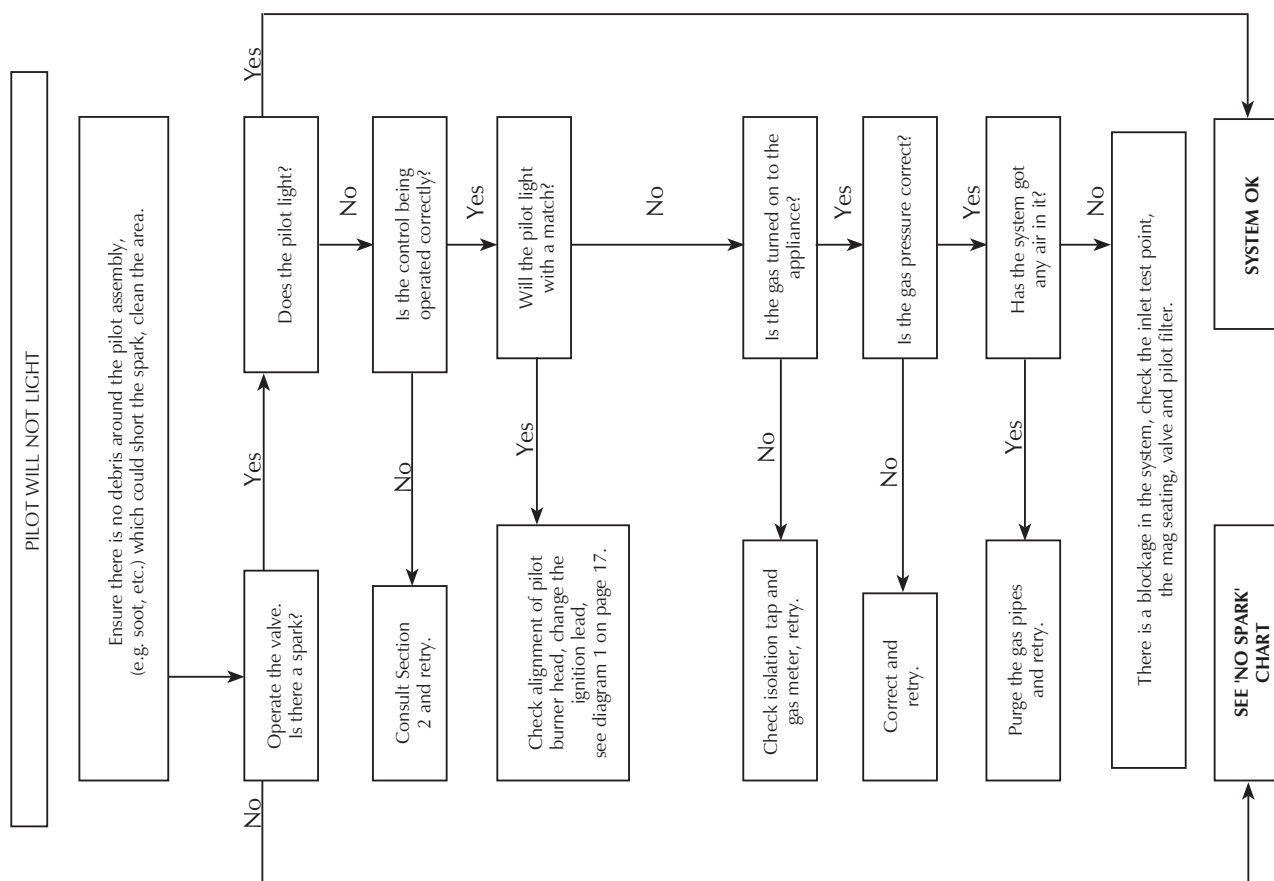 PILOT WILL NOT LIGHT
Ensure there is no debris around the pilot assembly,
(e.g. soot, etc.) which could short the spark, clean the area.
Operate the valve.
Is there a spark?
No
Yes
Does the pilot light?
Yes
No
Is the control being
operated correctly?
No
Consult Section
2 and retry.
Yes
Will the pilot light
with a match?
Yes
Check alignment of pilot
burner head, change the
ignition lead,
see diagram 1 on page 17.
No
Is the gas turned on to the
appliance?
No
Check isolation tap and
gas meter, retry.
Yes
Is the gas pressure correct?
No
Correct and
retry.
Yes
Has the system got
any air in it?
Yes
Purge the gas pipes
and retry.
No
There is a blockage in the system, check the inlet test point,
the mag seating, valve and pilot filter.
SEE 'NO SPARK'
CHART
SYSTEM OK